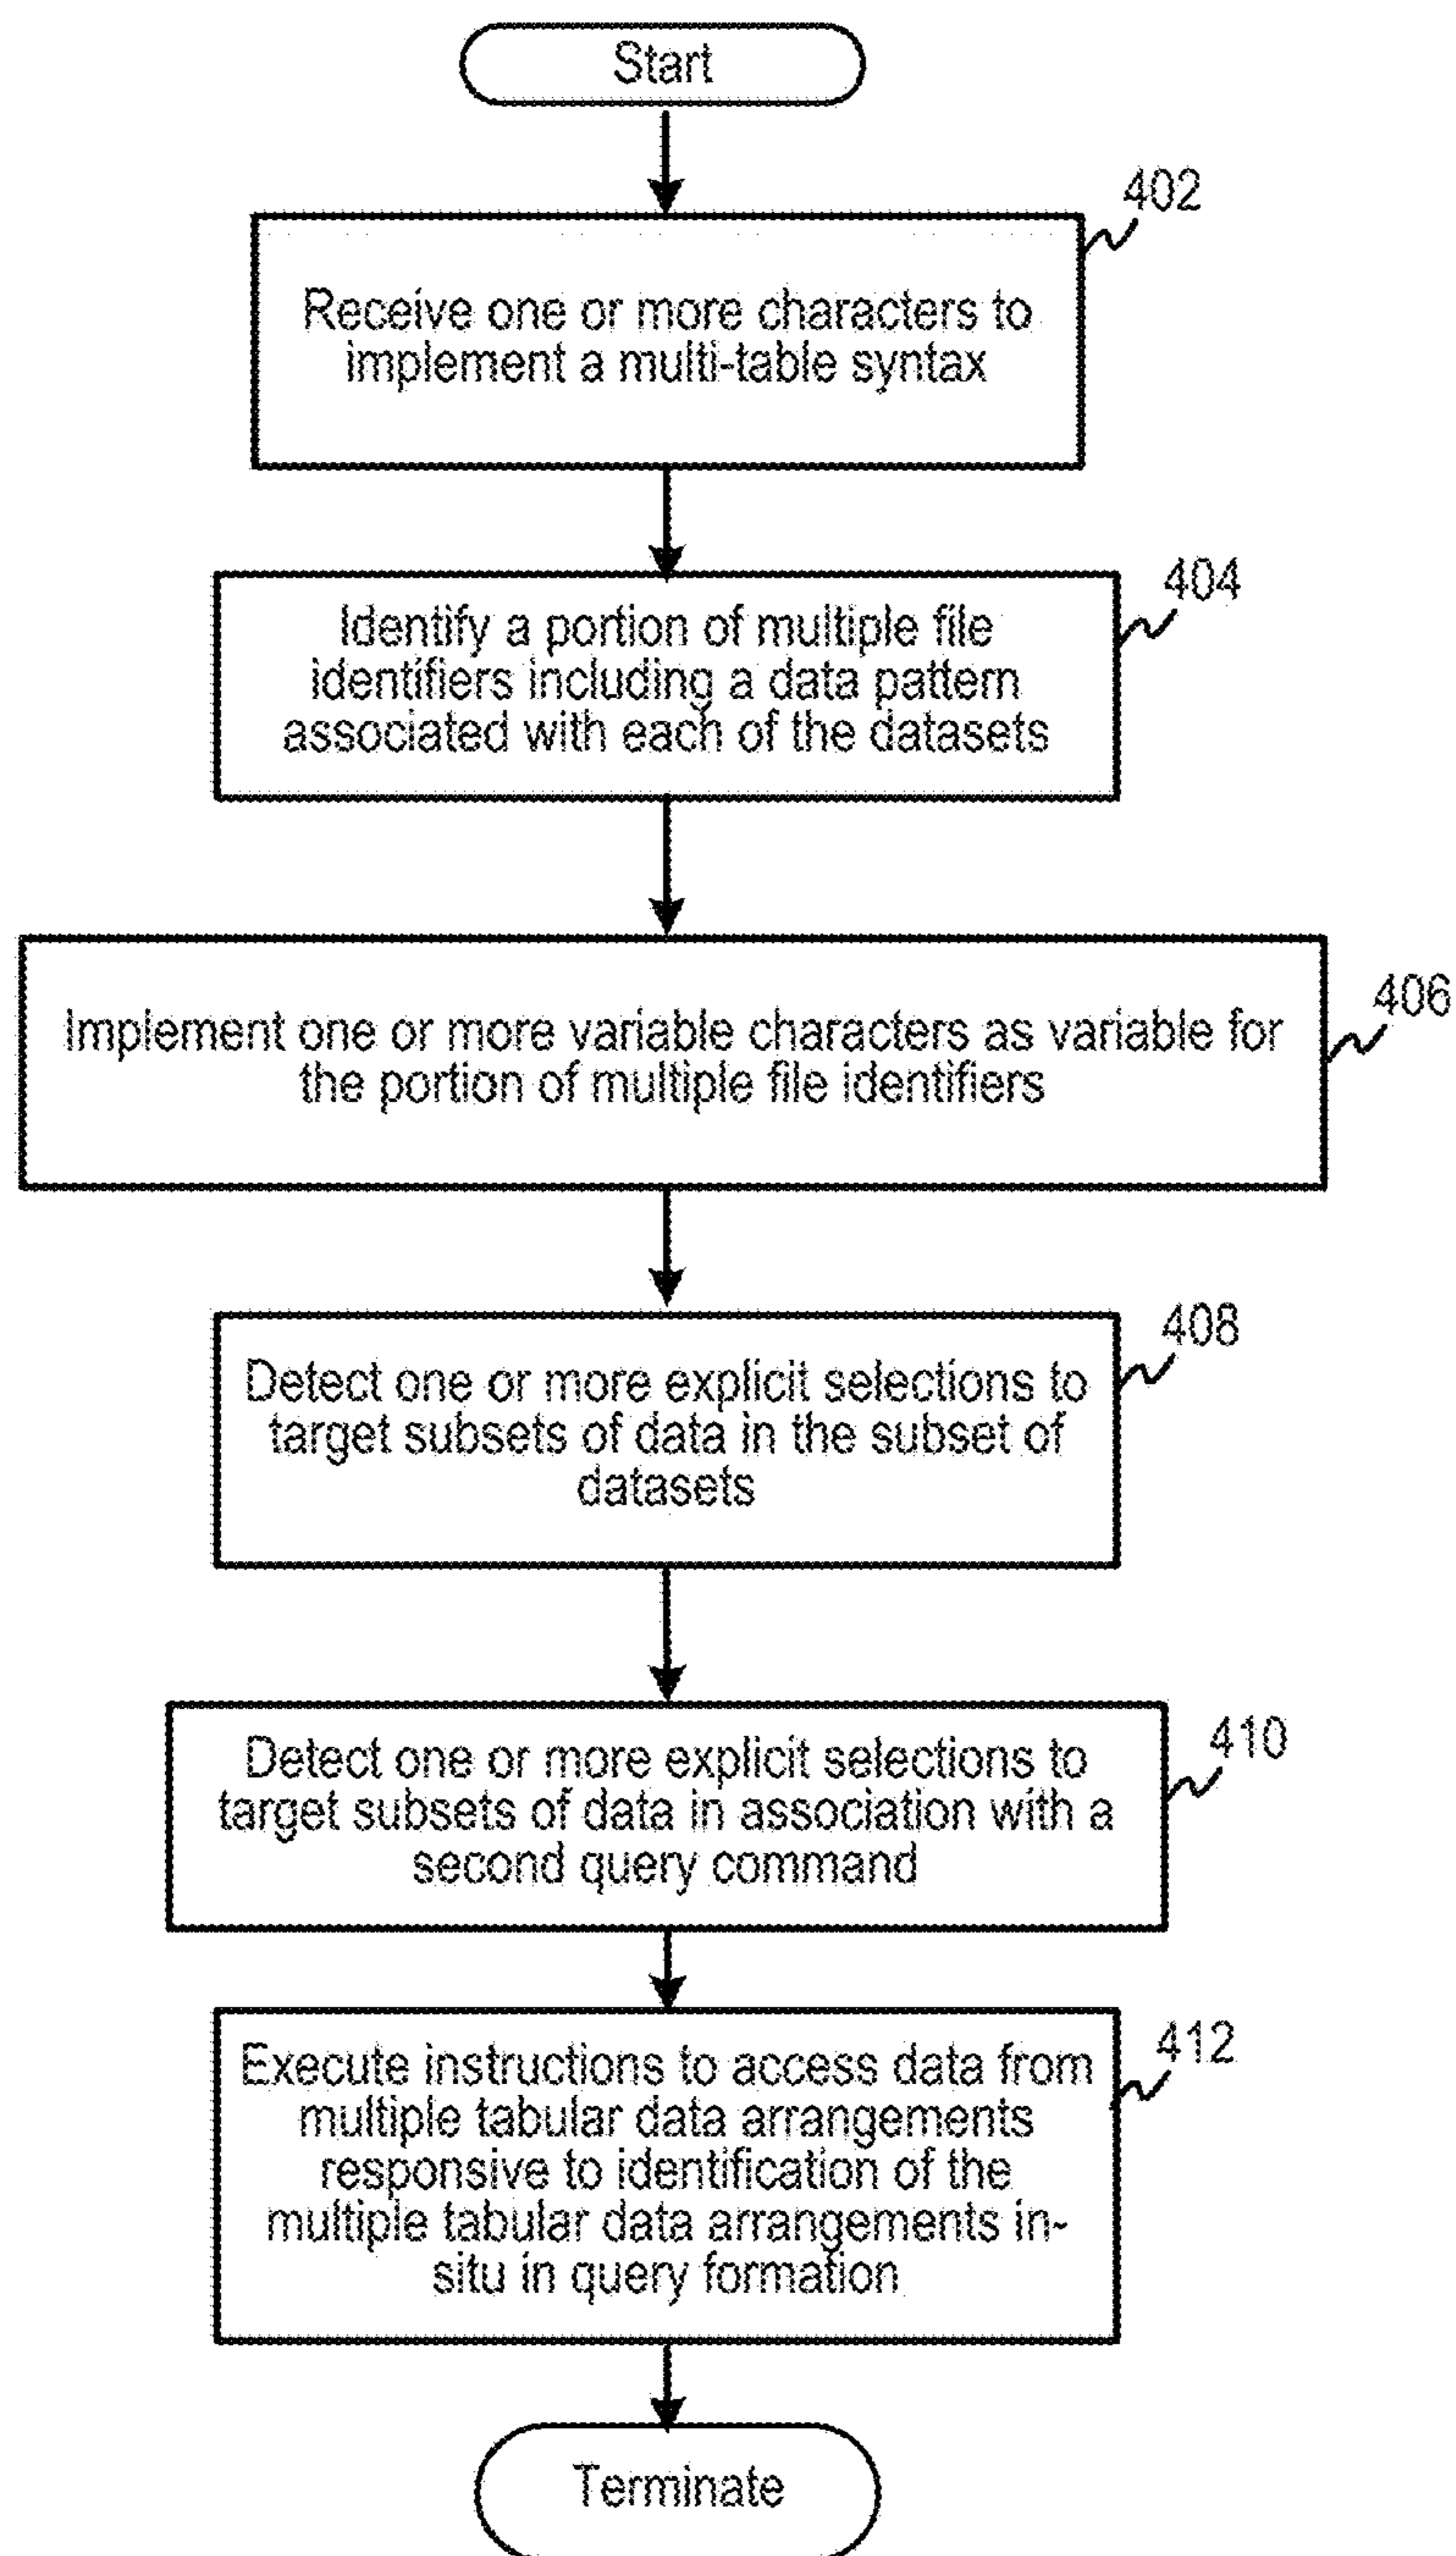 Start
402
Receive one or more characters to
implement a multi-table syntax
404
Identify a portion of multiple file
identifiers including a data pattern
associated with each of the datasets
406
Implement one or more variable characters as variable for
the portion of multiple file identifiers
408
Detect one or more explicit selections to
target subsets of data in the subset of
datasets
410
Detect one or more explicit selections to
target subsets of data in association with a
second query command
412
Execute instructions to access data from
multiple tabular data arrangements
responsive to identification of the
multiple tabular data arrangements in-
situ in query formation
Terminate